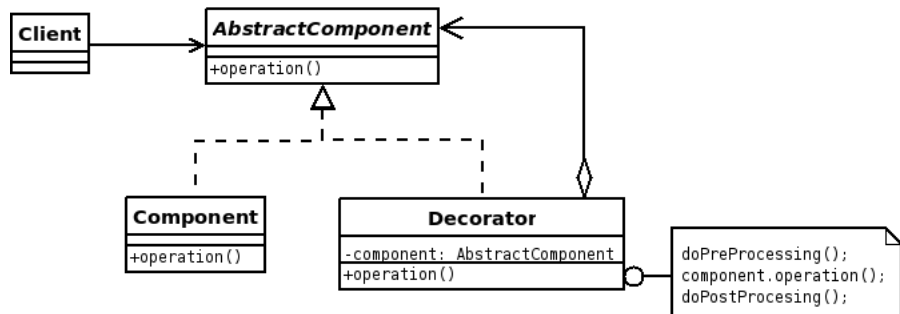 Client
AbstractComponent
+operation()
Component
+operation()
Decorator
-component: AbstractComponent
+operation()
doPreProcessing();
component.operation();
doPostProcesing();